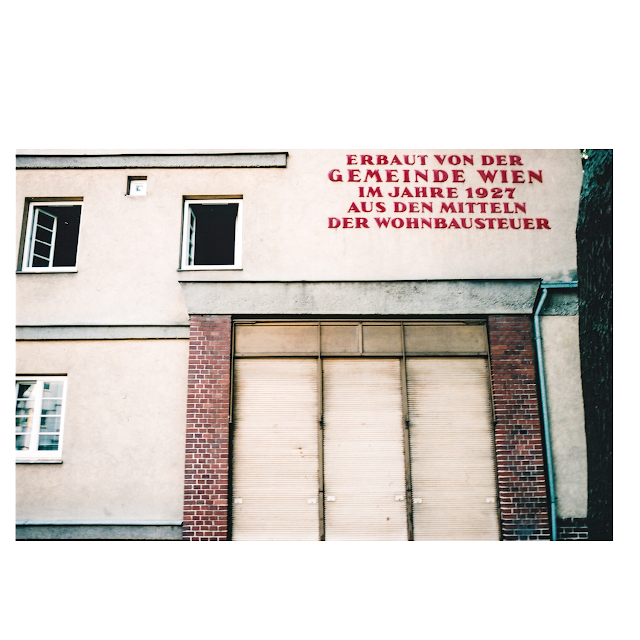 ERBAUT VON DER
GEMEINDE WIEN
IM JAHRE 1927
AUS DEN MITTELN
DER WOHNBAUSTEUER